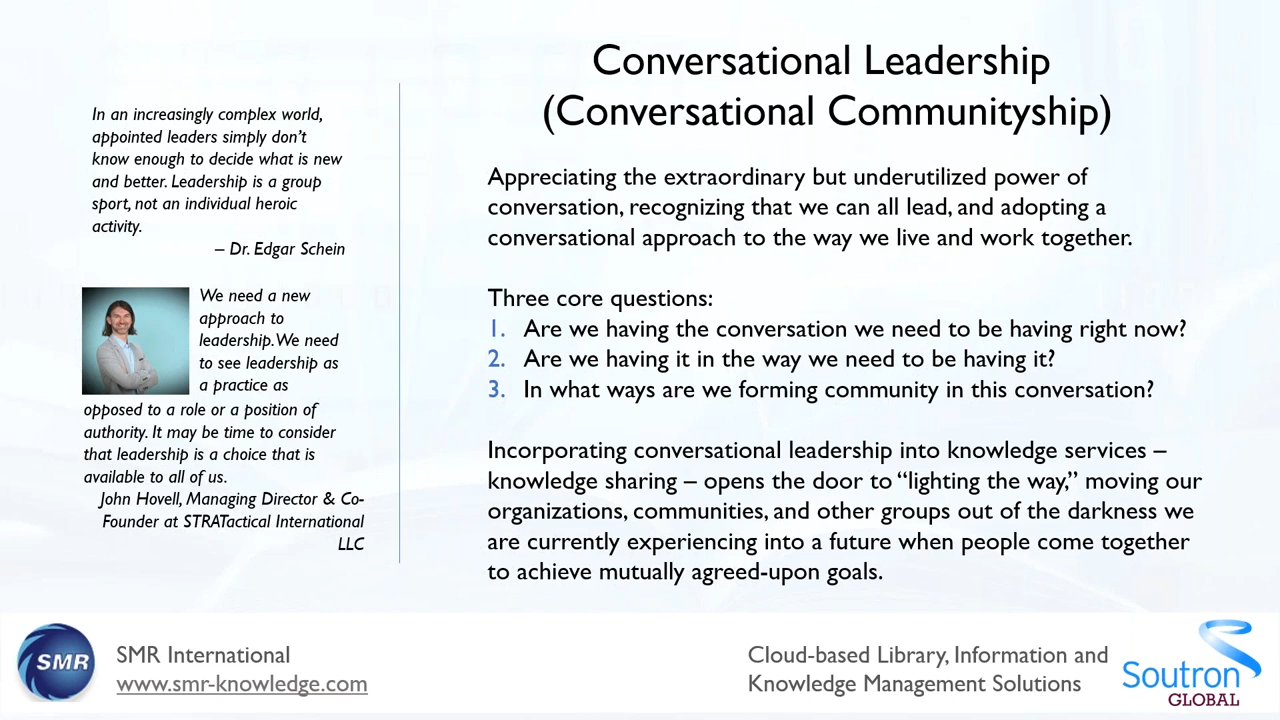 Conversational Leadership
(Conversational Communityship)
In an increasingly complex world,
appointed leaders simply don't
know enough to decide what is new
and better. Leadership is a group
sport, not an individual heroic
activity.
– Dr. Edgar Schein
We need a new
approach to
leadership. We need
to see leadership as
a practice as
opposed to a role or a position of
authority. It may be time to consider
that leadership is a choice that is
available to all of us.
John Hovell, Managing Director & Co-
Founder at STRATactical International
LLC
Appreciating the extraordinary but underutilized power of
conversation, recognizing that we can all lead, and adopting a
conversational approach to the way we live and work together.
Three core questions:
1. Are we having the conversation we need to be having right now?
2. Are we having it in the way we need to be having it?
3. In what ways are we forming community in this conversation?
Incorporating conversational leadership into knowledge services –
knowledge sharing – opens the door to “lighting the way,” moving our
organizations, communities, and other groups out of the darkness we
are currently experiencing into a future when people come together
to achieve mutually agreed-upon goals.
SMR
SMR International
www.smr-knowledge.com
Cloud-based Library, Information and
Knowledge Management Solutions
Soutron
GLOBAL